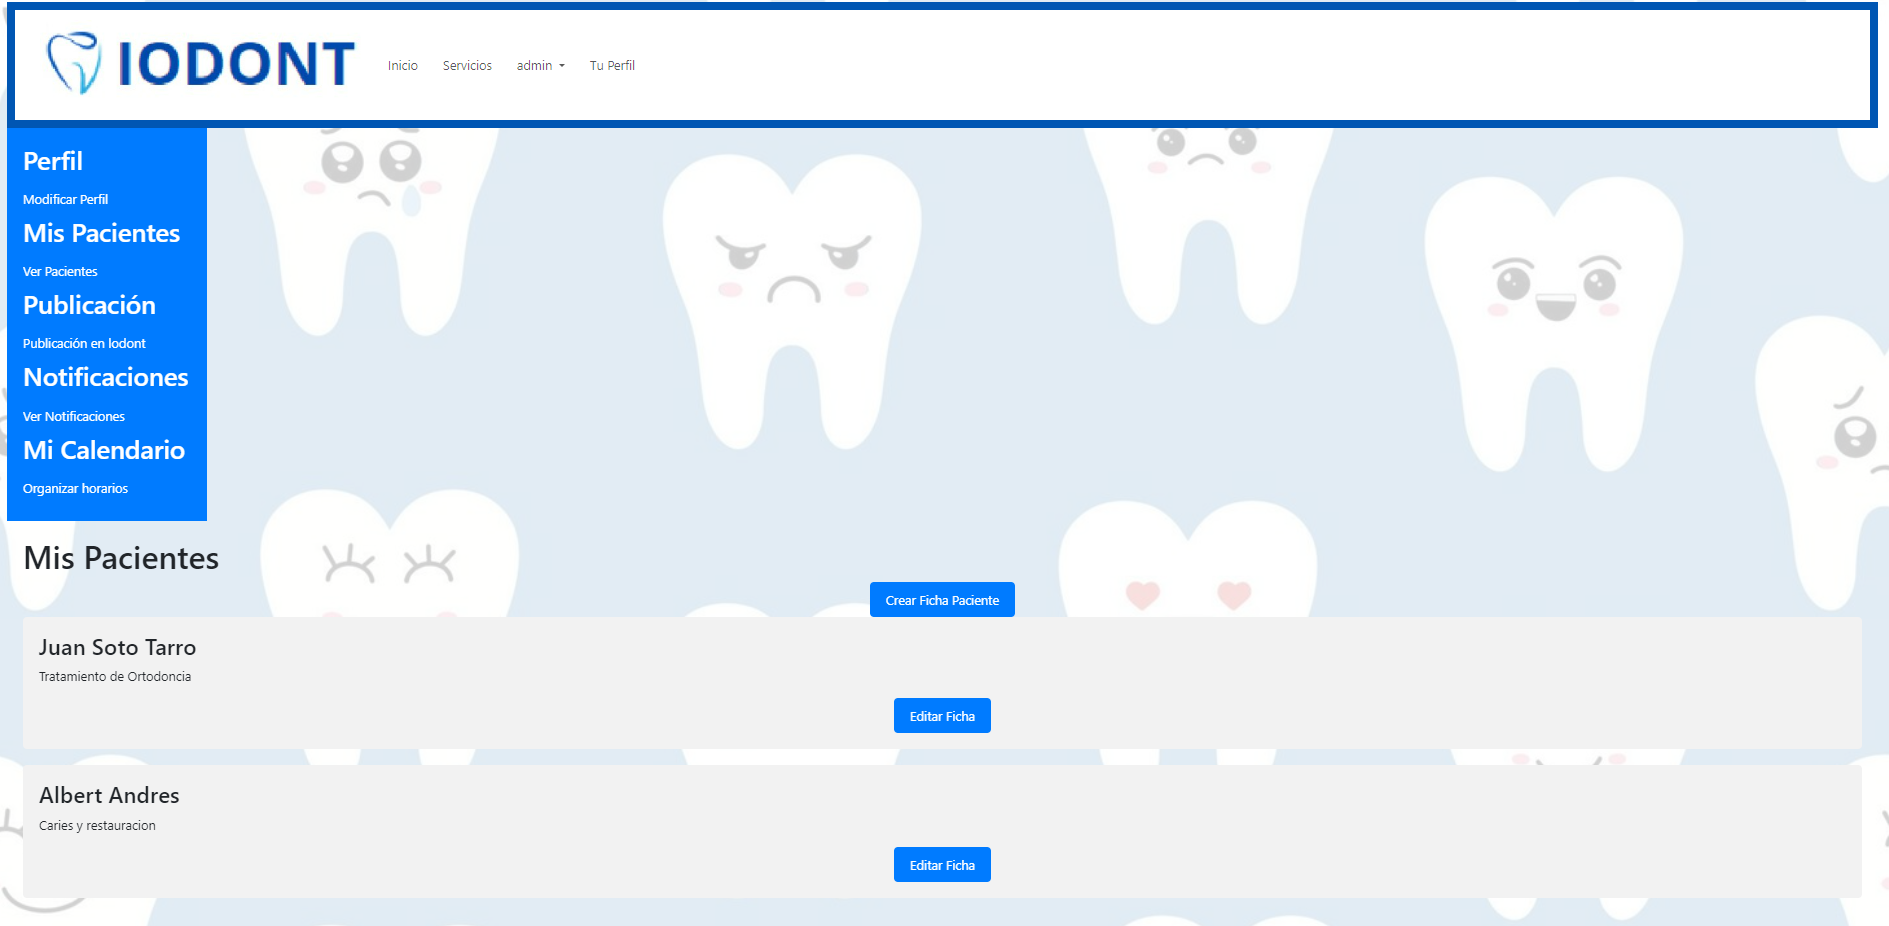 IODONT
Inicio Servicios admin Tu Perfil
Perfil
Modificar Perfil
Mis Pacientes
Ver Pacientes
Publicación
Publicación en Iodont
Notificaciones
Ver Notificaciones
Mi Calendario
Organizar horarios
Mis Pacientes
Crear Ficha Paciente
Juan Soto Tarro
Tratamiento de Ortodoncia
Editar Ficha
Albert Andres
Caries y restauracion
Editar Ficha